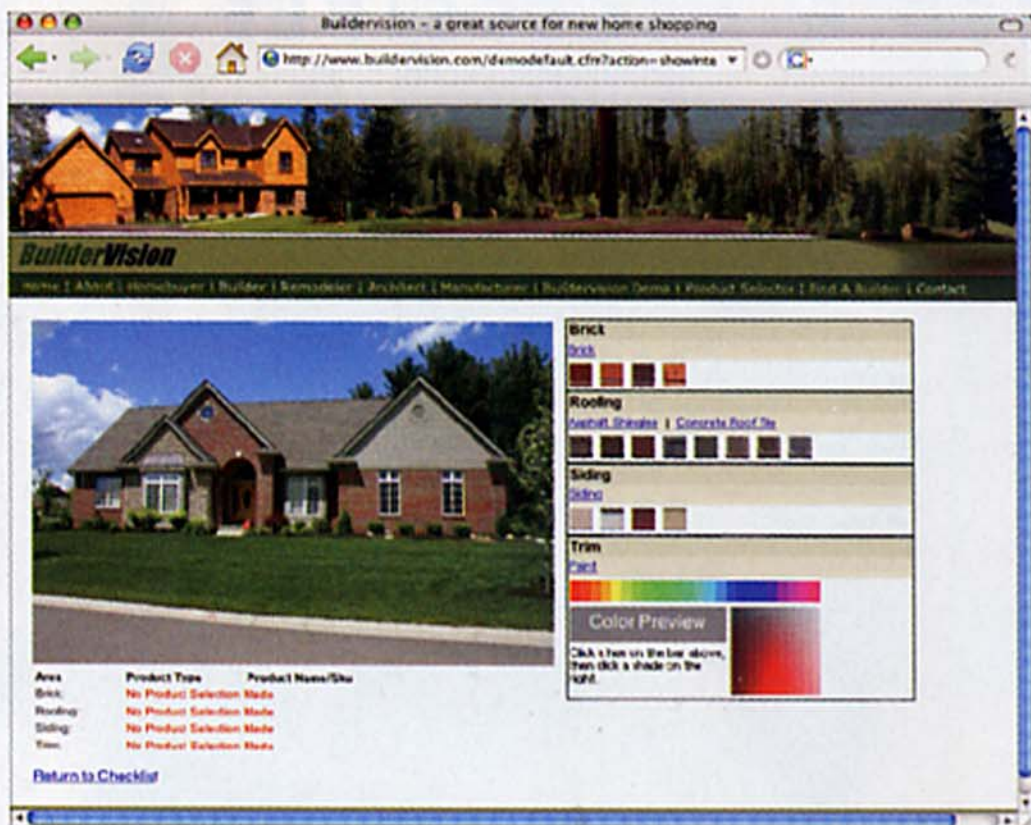 Buildervision – a great source for new home shopping
http://www.buildervision.com/demodefault.cfm?action=showinte
BuilderVision
Home | About | Homebuyer | Builder | Remodeler | Architect | Manufacturer | Buildervision Demo | Product Selector | Find A Builder | Contact
Brick
Brick
Roofing
Asphalt Shingles | Concrete Roof Tile
Siding
Siding
Trim
Paint
Color Preview
Click a hue on the bar above,
then click a shade on the
right.
Area Product Type Product Name/Sku
Brick: No Product Selection Made
Roofing: No Product Selection Made
Siding: No Product Selection Made
Trim: No Product Selection Made
Return to Checklist